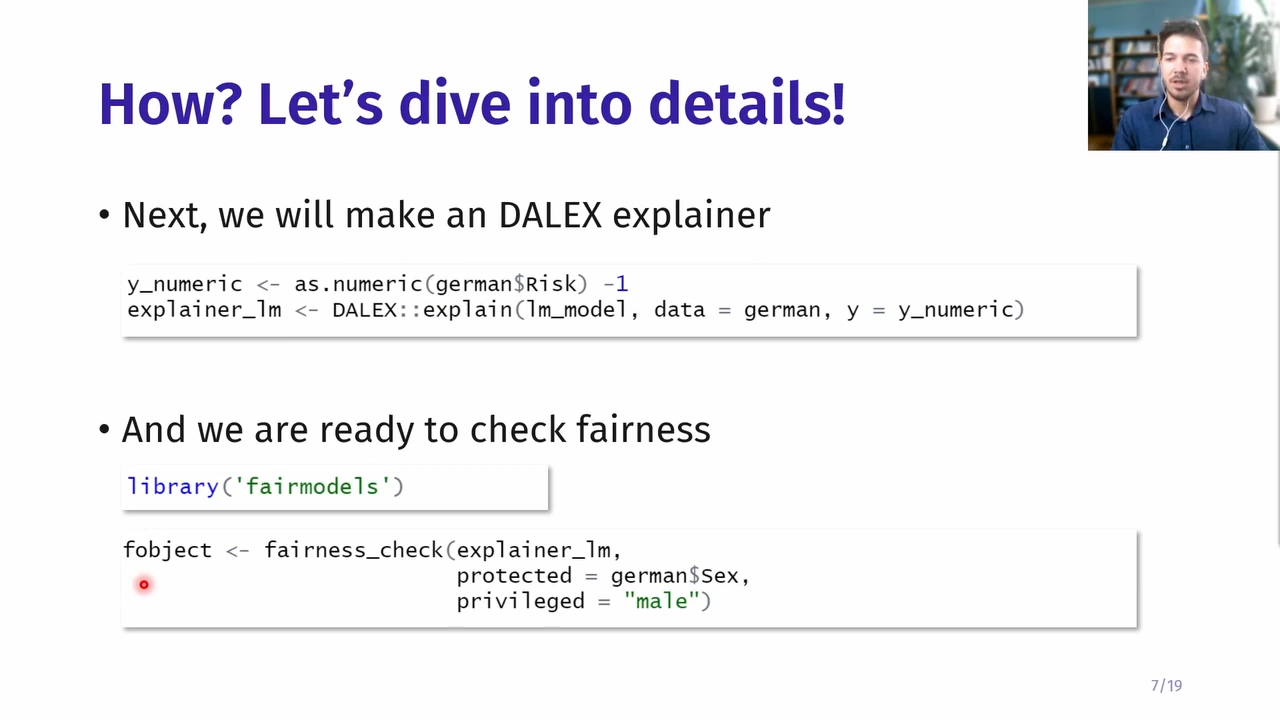 How? Let’s dive into details!
• Next, we will make an DALEX explainer
y_numeric <- as.numeric(german$Risk) -1
explainer_lm <- DALEX::explain(lm_model, data = german, y = y_numeric)
• And we are ready to check fairness
library('fairmodels')
fobject <- fairness_check(explainer_lm,
protected = german$Sex,
privileged = "male")
7/19